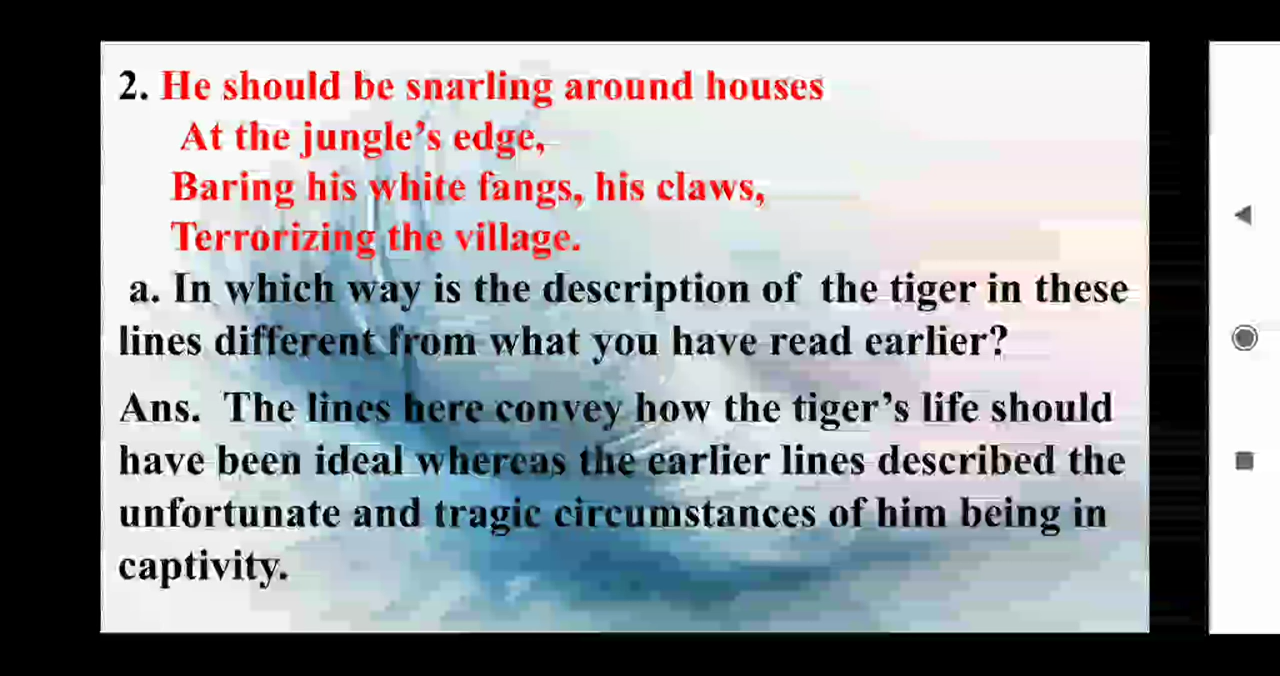 2. He should be snarling around houses
At the jungle's edge,
Baring his white fangs, his claws,
Terrorizing the village.
a. In which way is the description of the tiger in these
lines different from what you have read earlier?
Ans. The lines here convey how the tiger's life should
have been ideal whereas the earlier lines described the
unfortunate and tragic circumstances of him being in
captivity.